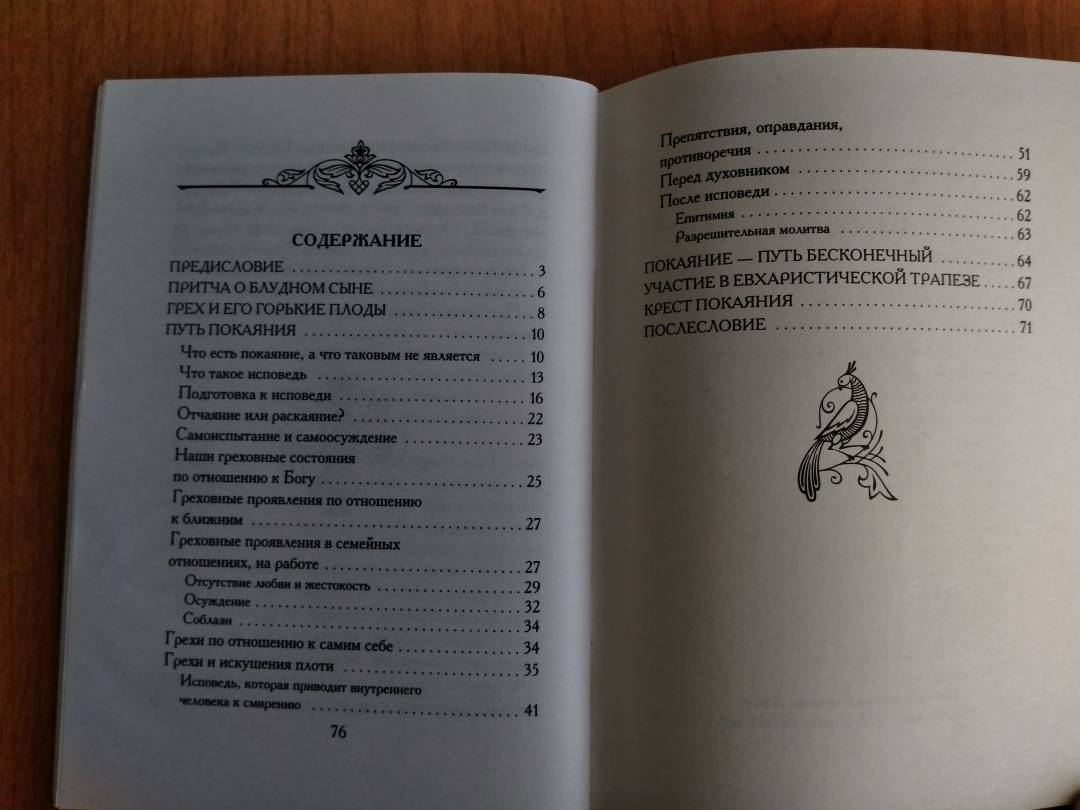 СОДЕРЖАНИЕ
ПРЕДИСЛОВИЕ ................................ 3
ПРИТЧА О БЛУДНОМ СЫНЕ ................... 6
ГРЕХ И ЕГО ГОРЬКИЕ ПЛОДЫ ................. 8
ПУТЬ ПОКАЯНИЯ ............................. 10
Что есть покаяние, а что таковым не является ..... 10
Что такое исповедь ............................ 13
Подготовка к исповеди ........................ 16
Отчаяние или раскаяние? ...................... 22
Самоиспытание и самоосуждение ............... 23
Наши греховные состояния
по отношению к Богу .......................... 25
Греховные проявления по отношению
к ближним .................................... 27
Греховные проявления в семейных
отношениях, на работе ......................... 27
Отсутствие любви и жестокость ................ 29
Осуждение .................................. 32
Соблазн .................................... 34
Грехи по отношению к самим себе ............... 34
Грехи и искушения плоти ....................... 35
Исповедь, которая приводит внутреннего
человека к смирению .......................... 41
76
Препятствия, оправдания,
противоречия ................................. 51
Перед духовником ............................. 59
После исповеди ............................... 62
Епитимия ................................... 62
Разрешительная молитва ...................... 63
ПОКАЯНИЕ — ПУТЬ БЕСКОНЕЧНЫЙ ........... 64
УЧАСТИЕ В ЕВХАРИСТИЧЕСКОЙ ТРАПЕЗЕ ..... 67
КРЕСТ ПОКАЯНИЯ ............................ 70
ПОСЛЕСЛОВИЕ ............................... 71